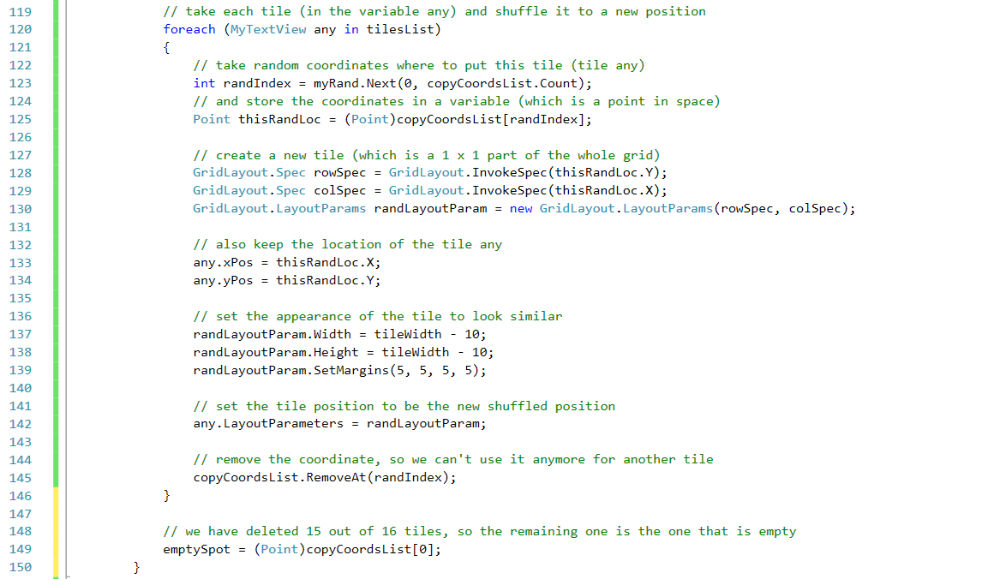 119 // take each tile (in the variable any) and shuffle it to a new position
120 foreach (MyTextView any in tilesList)
121 {
122 // take random coordinates where to put this tile (tile any)
123 int randIndex = myRand.Next(0, copyCoordsList.Count);
124 // and store the coordinates in a variable (which is a point in space)
125 Point thisRandLoc = (Point)copyCoordsList[randIndex];
126
127 // create a new tile (which is a 1 x 1 part of the whole grid)
128 GridLayout.Spec rowSpec = GridLayout.InvokeSpec(thisRandLoc.Y);
129 GridLayout.Spec colSpec = GridLayout.InvokeSpec(thisRandLoc.X);
130 GridLayout.LayoutParams randLayoutParam = new GridLayout.LayoutParams(rowSpec, colSpec);
131
132 // also keep the location of the tile any
133 any.xPos = thisRandLoc.X;
134 any.yPos = thisRandLoc.Y;
135
136 // set the appearance of the tile to look similar
137 randLayoutParam.Width = tileWidth - 10;
138 randLayoutParam.Height = tileWidth - 10;
139 randLayoutParam.SetMargins(5, 5, 5, 5);
140
141 // set the tile position to be the new shuffled position
142 any.LayoutParameters = randLayoutParam;
143
144 // remove the coordinate, so we can't use it anymore for another tile
145 copyCoordsList.RemoveAt(randIndex);
146 }
147
148 // we have deleted 15 out of 16 tiles, so the remaining one is the one that is empty
149 emptySpot = (Point)copyCoordsList[0];
150 }